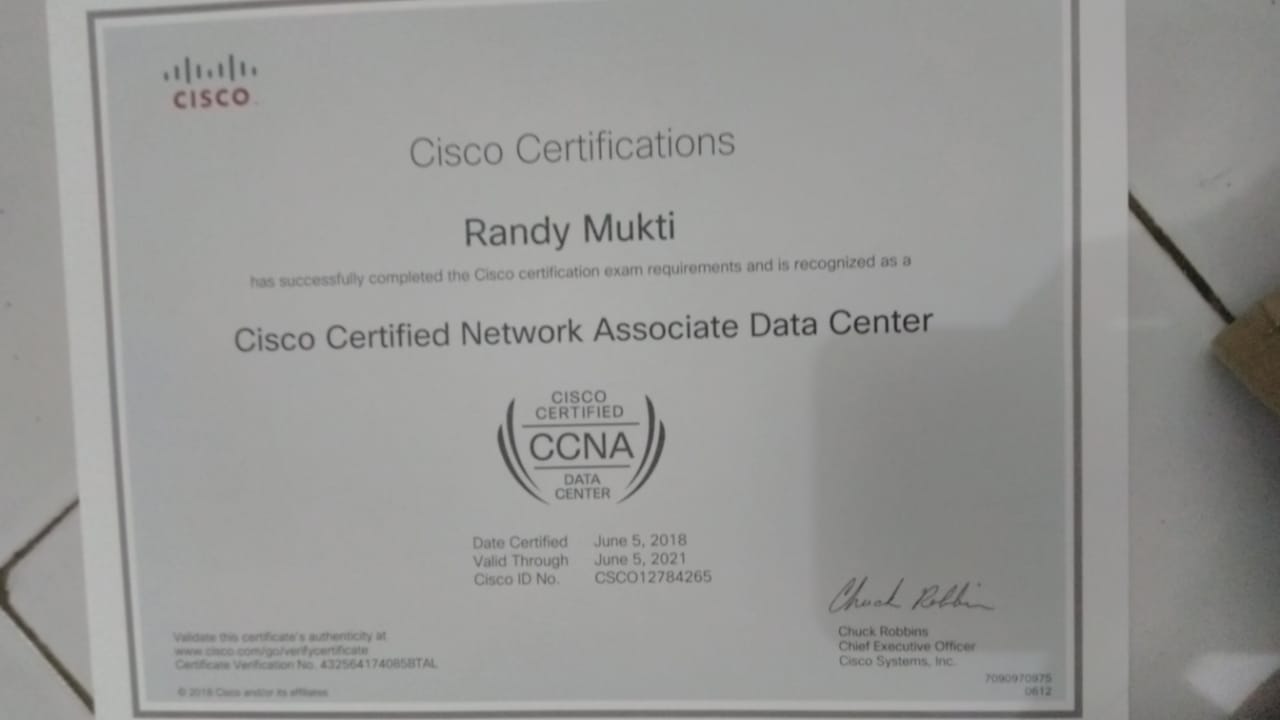 CISCO
Cisco Certifications
Randy Mukti
has successfully completed the Cisco certification exam requirements and is recognized as a
Cisco Certified Network Associate Data Center
CISCO
CERTIFIED
CCNA
DATA
CENTER
Date Certified June 5, 2018
Valid Through June 5, 2021
Cisco ID No. CSCO12784265
Chuck Robbins
Chuck Robbins
Chief Executive Officer
Cisco Systems, Inc.
Validate this certificate's authenticity at
www.cisco.com/go/verifycertificate
Certificate Verification No. 432564174085BTAL
© 2018 Cisco and/or its affiliates
7090970975
0612